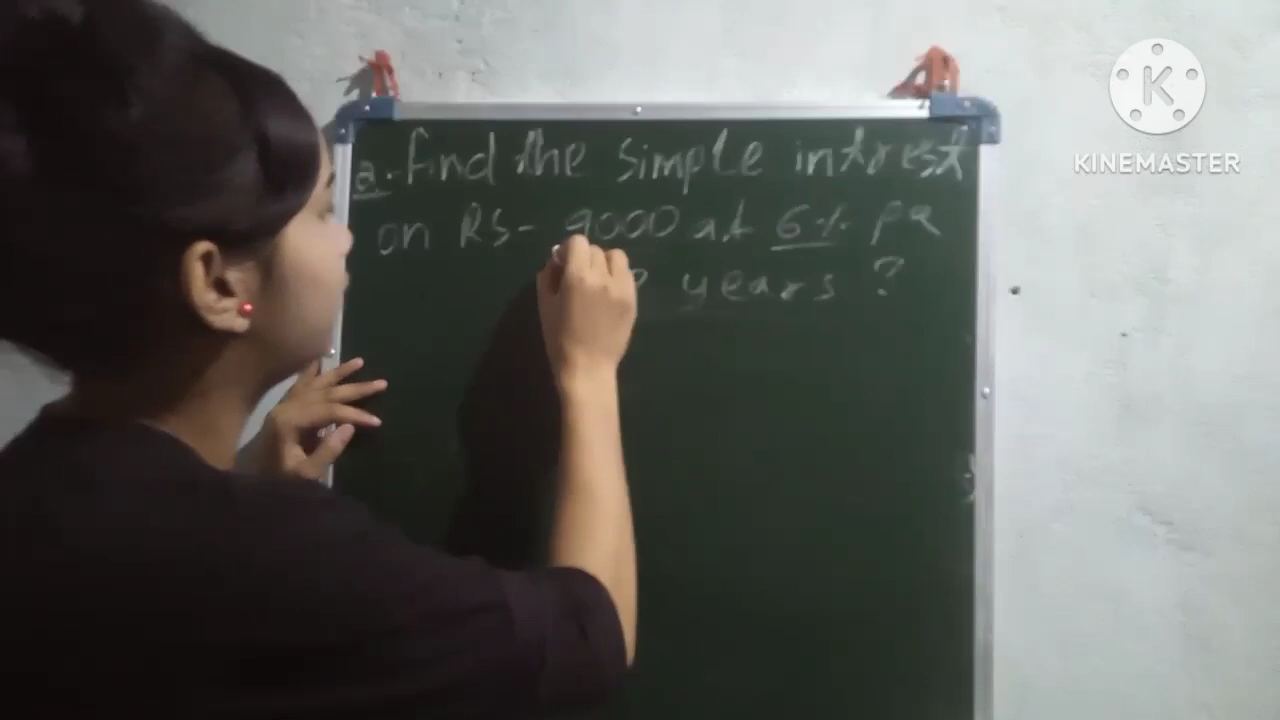 Q. find the simple intrest
on RS- 9000 at 6% pa
years ?
K
KINEMASTER